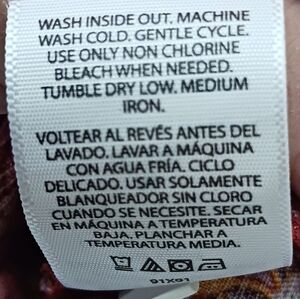 WASH INSIDE OUT. MACHINE
WASH COLD. GENTLE CYCLE.
USE ONLY NON CHLORINE
BLEACH WHEN NEEDED.
TUMBLE DRY LOW. MEDIUM
IRON.
VOLTEAR AL REVÉS ANTES DEL
LAVADO. LAVAR A MÁQUINA
CON AGUA FRÍA. CICLO
DELICADO. USAR SOLAMENTE
BLANQUEADOR SIN CLORO
CUANDO SE NECESITE. SECAR
EN MÁQUINA A TEMPERATURA
BAJA. PLANCHAR A
TEMPERATURA MEDIA.
91X01